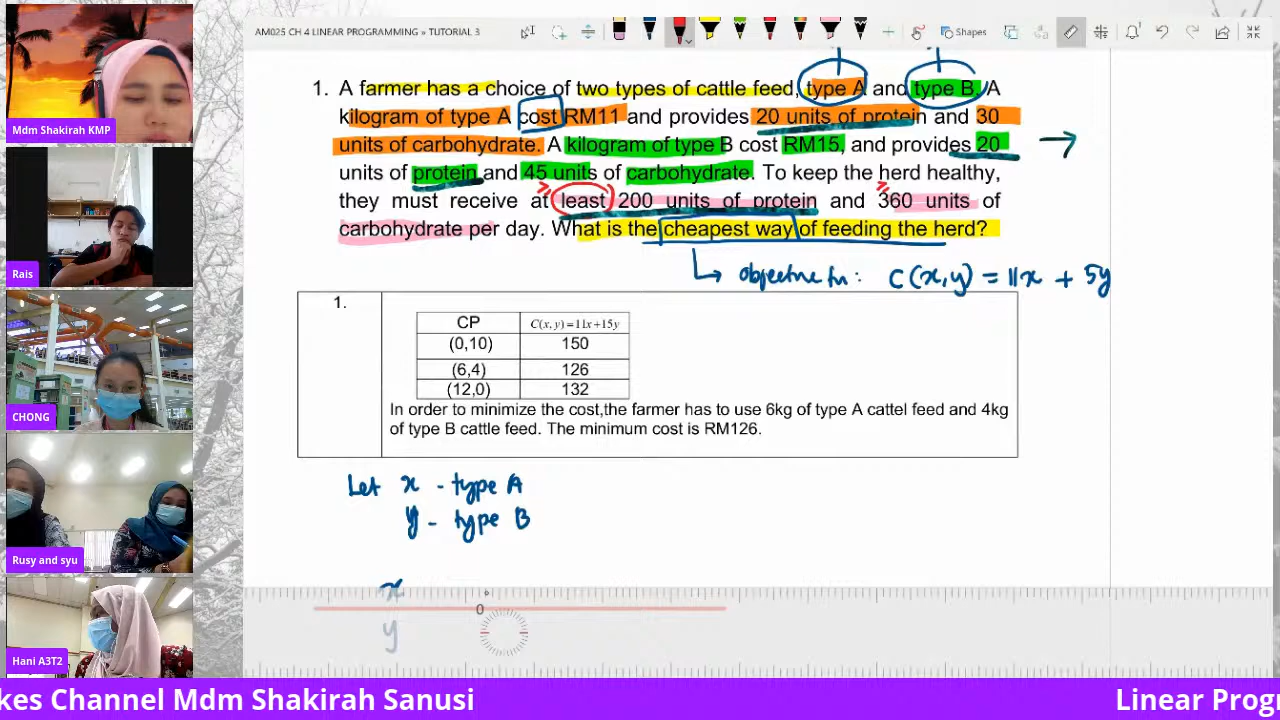 AM025 CH 4 LINEAR PROGRAMMING » TUTORIAL 3
Shapes
1. A farmer has a choice of two types of cattle feed, type A and type B. A
kilogram of type A cost RM11 and provides 20 units of protein and 30
units of carbohydrate. A kilogram of type B cost RM15, and provides 20
units of protein and 45 units of carbohydrate. To keep the herd healthy,
they must receive at least 200 units of protein and 360 units of
carbohydrate per day. What is the cheapest way of feeding the herd?
objective fn: C(x,y) = 11x + 5y
1.
CP C(x, y)=11x+15y
(0,10) 150
(6,4) 126
(12,0) 132
In order to minimize the cost,the farmer has to use 6kg of type A cattel feed and 4kg
of type B cattle feed. The minimum cost is RM126.
Let x - type A
y - type B
x
0
y
Mdm Shakirah KMP
Rais
CHONG
Rusy and syu
Hani A3T2
kes Channel Mdm Shakirah Sanusi
Linear Prog